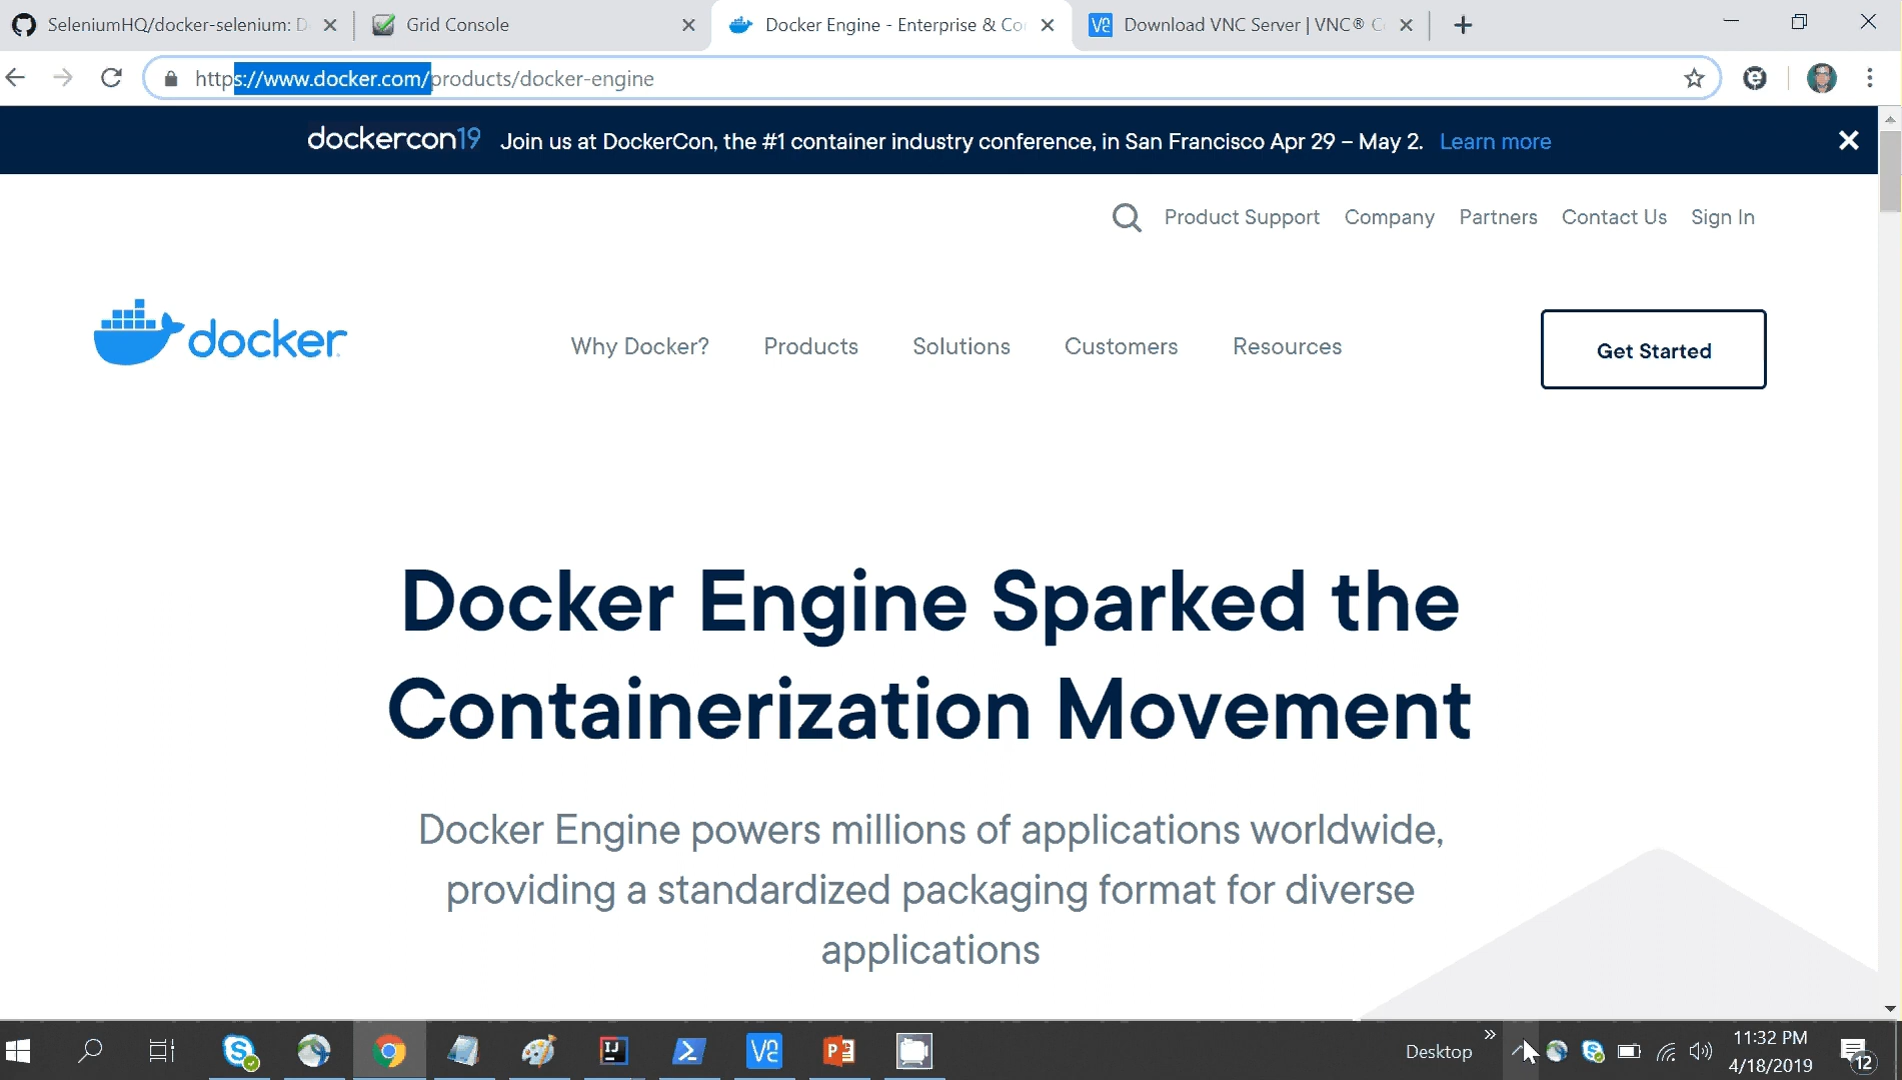 SeleniumHQ/docker-selenium: D
Grid Console
Docker Engine - Enterprise & Co
Download VNC Server | VNC® C
https://www.docker.com/products/docker-engine
dockercon19 Join us at DockerCon, the #1 container industry conference, in San Francisco Apr 29 – May 2. Learn more
Product Support Company Partners Contact Us Sign In
docker
Why Docker? Products Solutions Customers Resources
Get Started
Docker Engine Sparked the
Containerization Movement
Docker Engine powers millions of applications worldwide,
providing a standardized packaging format for diverse
applications
Desktop
11:32 PM
4/18/2019
12